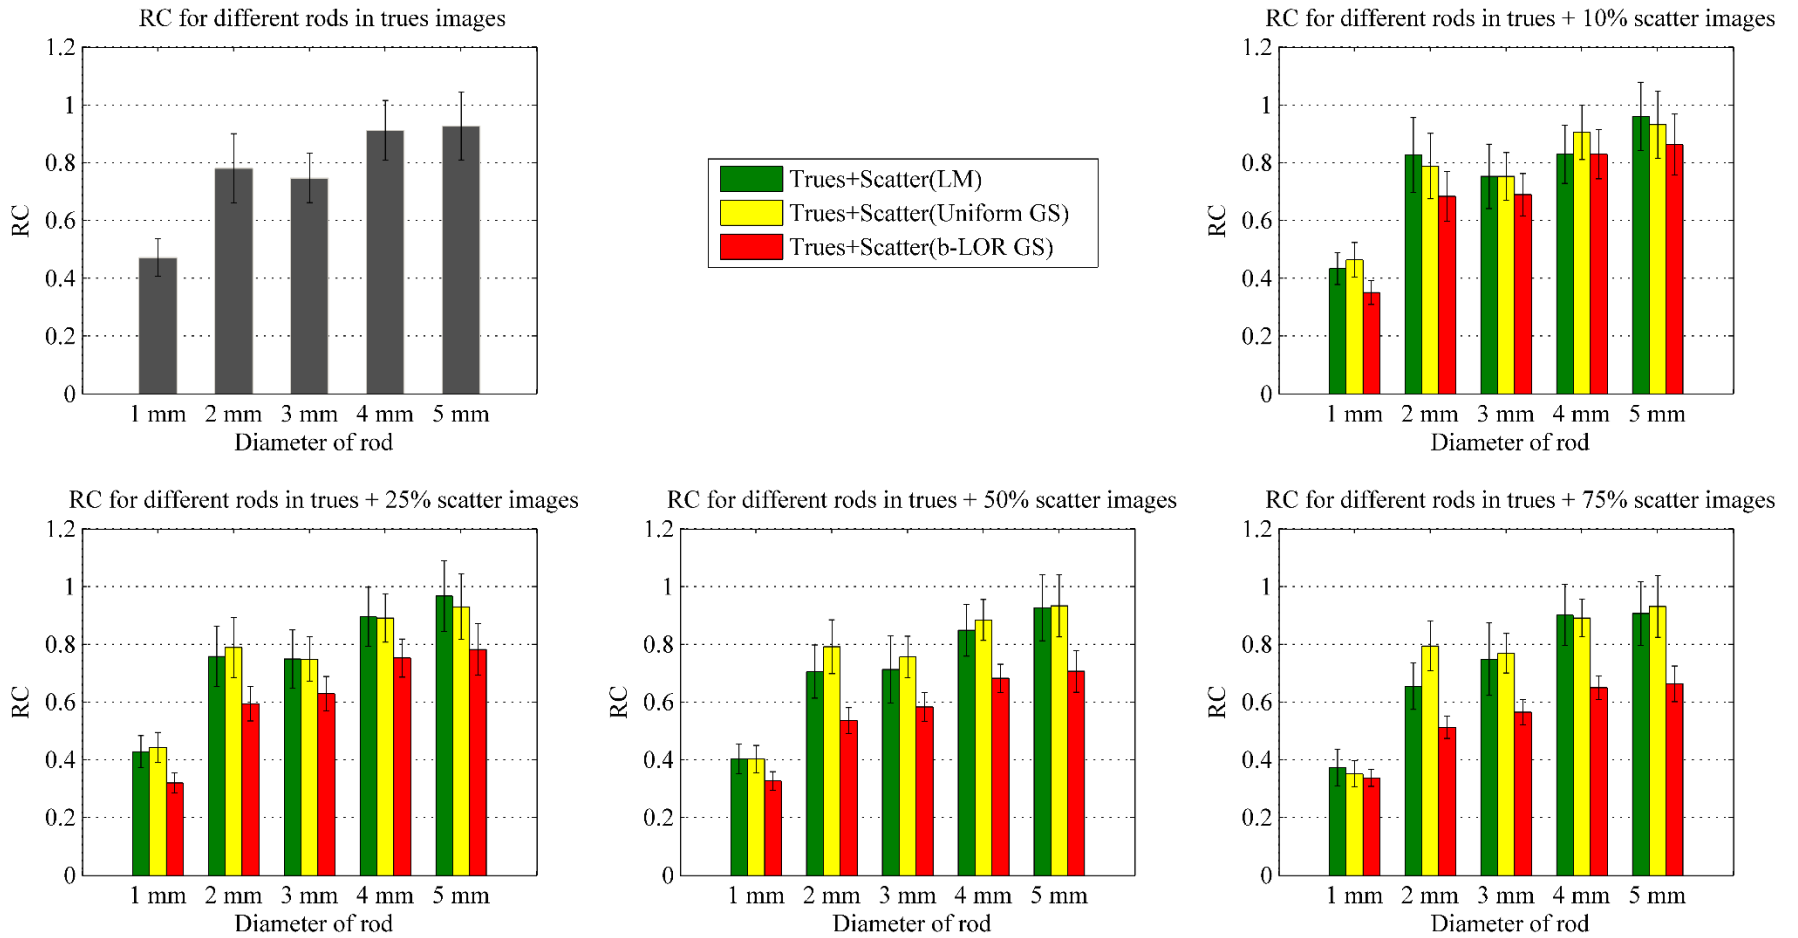 RC for different rods in trues images
1.2
1
0.8
0.6
0.4
0.2
0
RC
1 mm 2 mm 3 mm 4 mm 5 mm
Diameter of rod
Trues+Scatter(LM)
Trues+Scatter(Uniform GS)
Trues+Scatter(b-LOR GS)
RC for different rods in trues + 10% scatter images
1.2
1
0.8
0.6
0.4
0.2
0
RC
1 mm 2 mm 3 mm 4 mm 5 mm
Diameter of rod
RC for different rods in trues + 25% scatter images
1.2
1
0.8
0.6
0.4
0.2
0
RC
1 mm 2 mm 3 mm 4 mm 5 mm
Diameter of rod
RC for different rods in trues + 50% scatter images
1.2
1
0.8
0.6
0.4
0.2
0
RC
1 mm 2 mm 3 mm 4 mm 5 mm
Diameter of rod
RC for different rods in trues + 75% scatter images
1.2
1
0.8
0.6
0.4
0.2
0
RC
1 mm 2 mm 3 mm 4 mm 5 mm
Diameter of rod